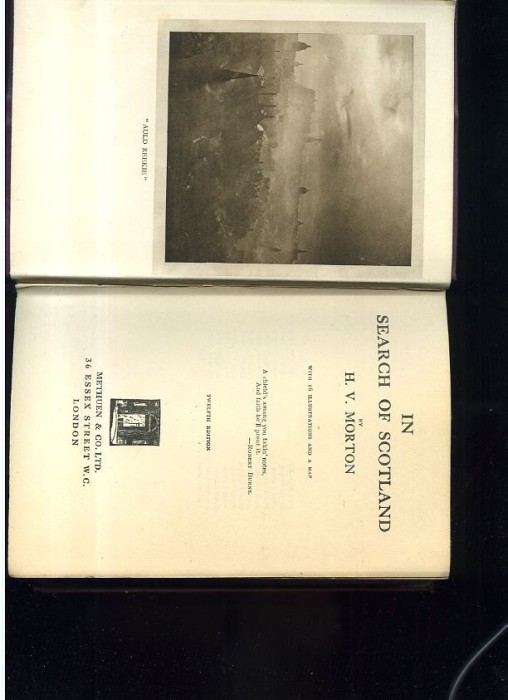 "AULD REEKIE"
IN
SEARCH OF SCOTLAND
BY
H. V. MORTON
WITH 16 ILLUSTRATIONS AND A MAP
A chield's amang you takin' notes,
And faith he'll prent it.
—ROBERT BURNS.
TWELFTH EDITION
METHUEN & CO. LTD.
36 ESSEX STREET W.C.
LONDON